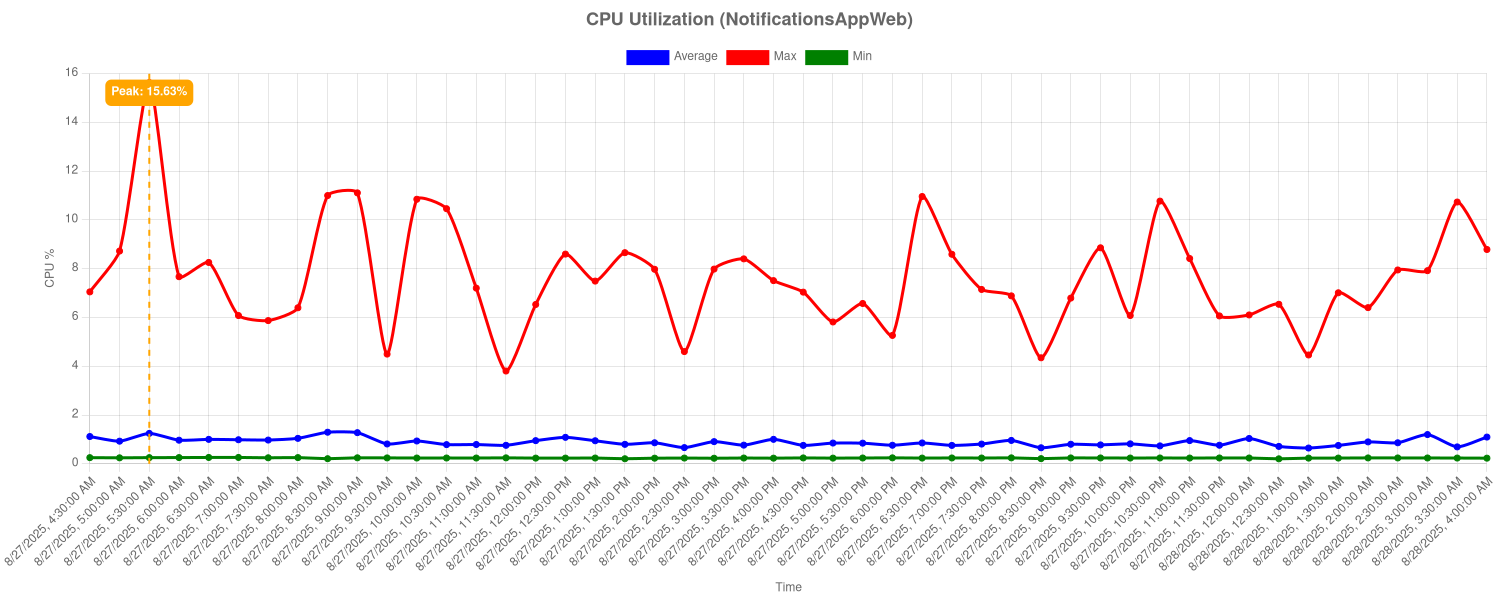 CPU Utilization (NotificationsAppWeb)
Average Max Min
16
Peak: 15.63%
14
12
10
8
6
4
2
0
CPU %
8/27/2025, 4:30:00 AM
8/27/2025, 5:00:00 AM
8/27/2025, 5:30:00 AM
8/27/2025, 6:00:00 AM
8/27/2025, 6:30:00 AM
8/27/2025, 7:00:00 AM
8/27/2025, 7:30:00 AM
8/27/2025, 8:00:00 AM
8/27/2025, 8:30:00 AM
8/27/2025, 9:00:00 AM
8/27/2025, 9:30:00 AM
8/27/2025, 10:00:00 AM
8/27/2025, 10:30:00 AM
8/27/2025, 11:00:00 AM
8/27/2025, 11:30:00 AM
8/27/2025, 12:00:00 PM
8/27/2025, 12:30:00 PM
8/27/2025, 1:00:00 PM
8/27/2025, 1:30:00 PM
8/27/2025, 2:00:00 PM
8/27/2025, 2:30:00 PM
8/27/2025, 3:00:00 PM
8/27/2025, 3:30:00 PM
8/27/2025, 4:00:00 PM
8/27/2025, 4:30:00 PM
8/27/2025, 5:00:00 PM
8/27/2025, 5:30:00 PM
8/27/2025, 6:00:00 PM
8/27/2025, 6:30:00 PM
8/27/2025, 7:00:00 PM
8/27/2025, 7:30:00 PM
8/27/2025, 8:00:00 PM
8/27/2025, 8:30:00 PM
8/27/2025, 9:00:00 PM
8/27/2025, 9:30:00 PM
8/27/2025, 10:00:00 PM
8/27/2025, 10:30:00 PM
8/27/2025, 11:00:00 PM
8/27/2025, 11:30:00 PM
8/28/2025, 12:00:00 AM
8/28/2025, 12:30:00 AM
8/28/2025, 1:00:00 AM
8/28/2025, 1:30:00 AM
8/28/2025, 2:00:00 AM
8/28/2025, 2:30:00 AM
8/28/2025, 3:00:00 AM
8/28/2025, 3:30:00 AM
8/28/2025, 4:00:00 AM
Time